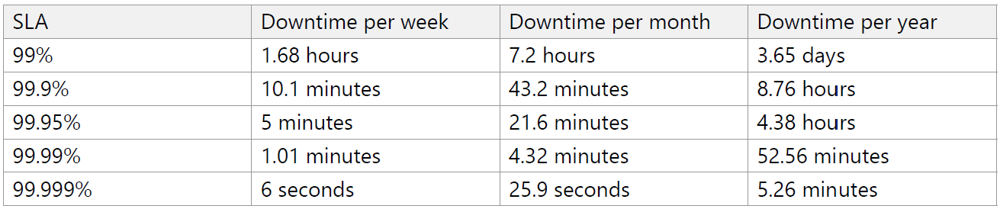 SLA Downtime per week Downtime per month Downtime per year
99% 1.68 hours 7.2 hours 3.65 days
99.9% 10.1 minutes 43.2 minutes 8.76 hours
99.95% 5 minutes 21.6 minutes 4.38 hours
99.99% 1.01 minutes 4.32 minutes 52.56 minutes
99.999% 6 seconds 25.9 seconds 5.26 minutes